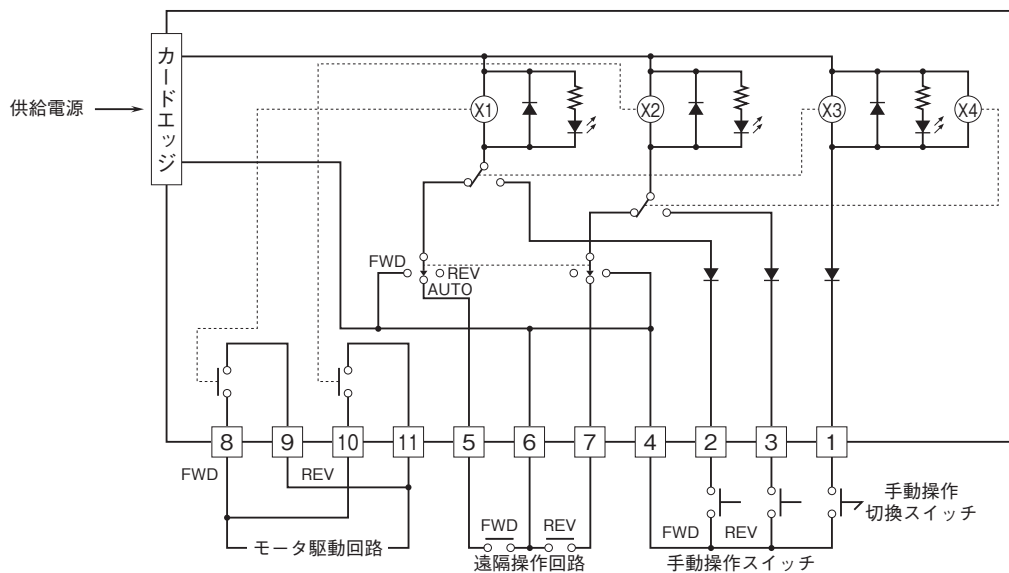 カードエッジ
供給電源
X1
X2
X3
X4
FWD
REV
AUTO
8
9
10
11
5
6
7
4
2
3
1
FWD
REV
モータ駆動回路
FWD
REV
遠隔操作回路
FWD
REV
手動操作スイッチ
手動操作
切換スイッチ